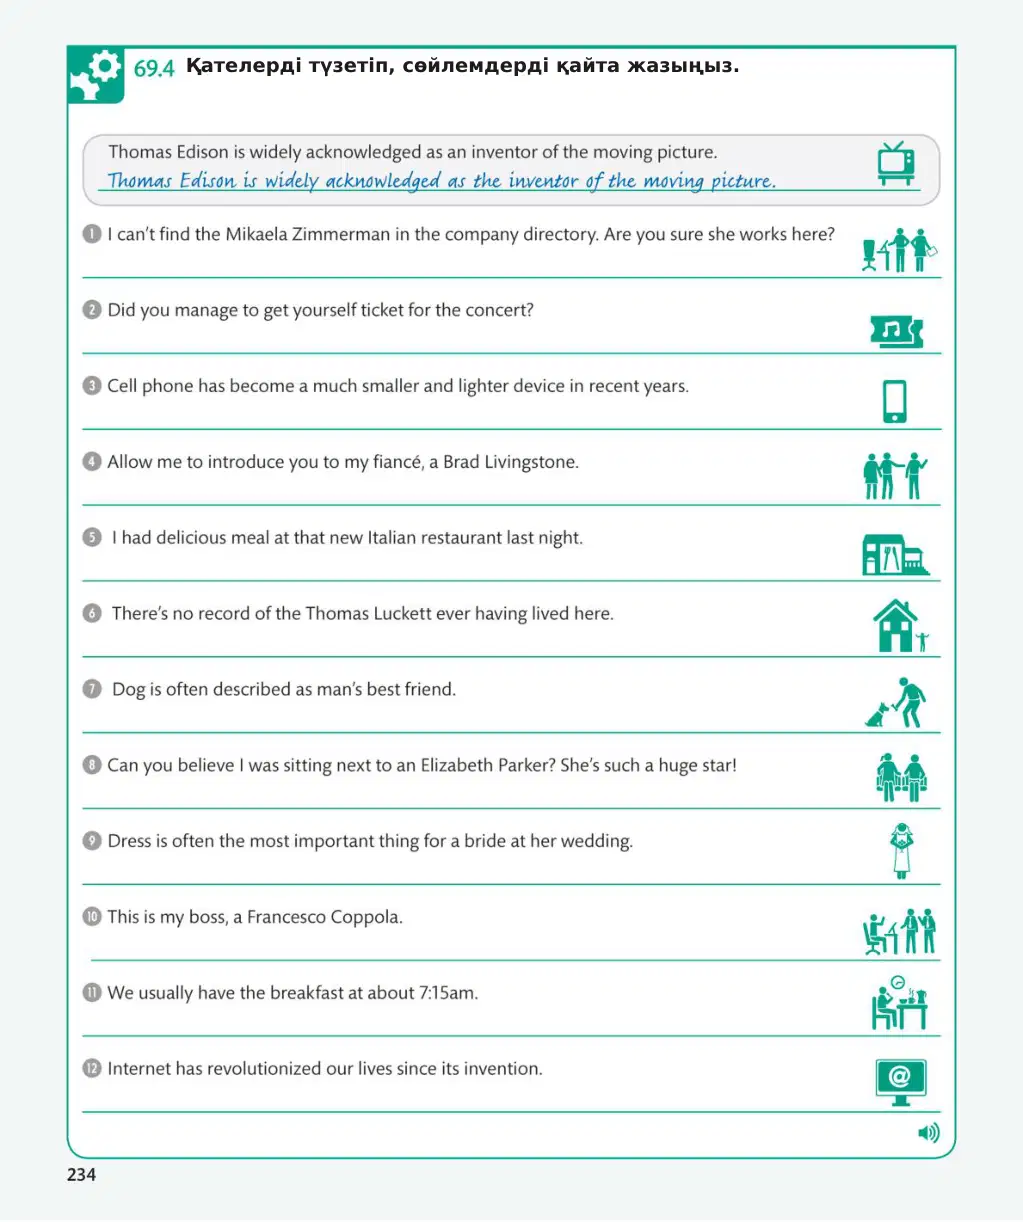 69.4 Қателерді түзетіп, сөйлемдерді қайта жазыңыз.
Thomas Edison is widely acknowledged as an inventor of the moving picture.
Thomas Edison is widely acknowledged as the inventor of the moving picture.
1 I can't find the Mikaela Zimmerman in the company directory. Are you sure she works here?
2 Did you manage to get yourself ticket for the concert?
3 Cell phone has become a much smaller and lighter device in recent years.
4 Allow me to introduce you to my fiancé, a Brad Livingstone.
5 I had delicious meal at that new Italian restaurant last night.
6 There's no record of the Thomas Luckett ever having lived here.
7 Dog is often described as man's best friend.
8 Can you believe I was sitting next to an Elizabeth Parker? She's such a huge star!
9 Dress is often the most important thing for a bride at her wedding.
10 This is my boss, a Francesco Coppola.
11 We usually have the breakfast at about 7:15am.
12 Internet has revolutionized our lives since its invention.
@
234